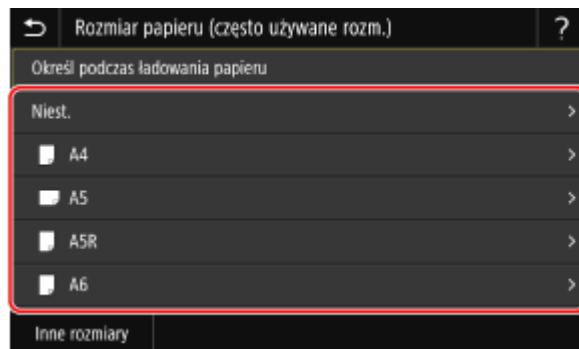 Rozmiar papieru (często używane rozm.) ?
Określ podczas ładowania papieru
Niest. >
A4 >
A5 >
A5R >
A6 >
Inne rozmiary